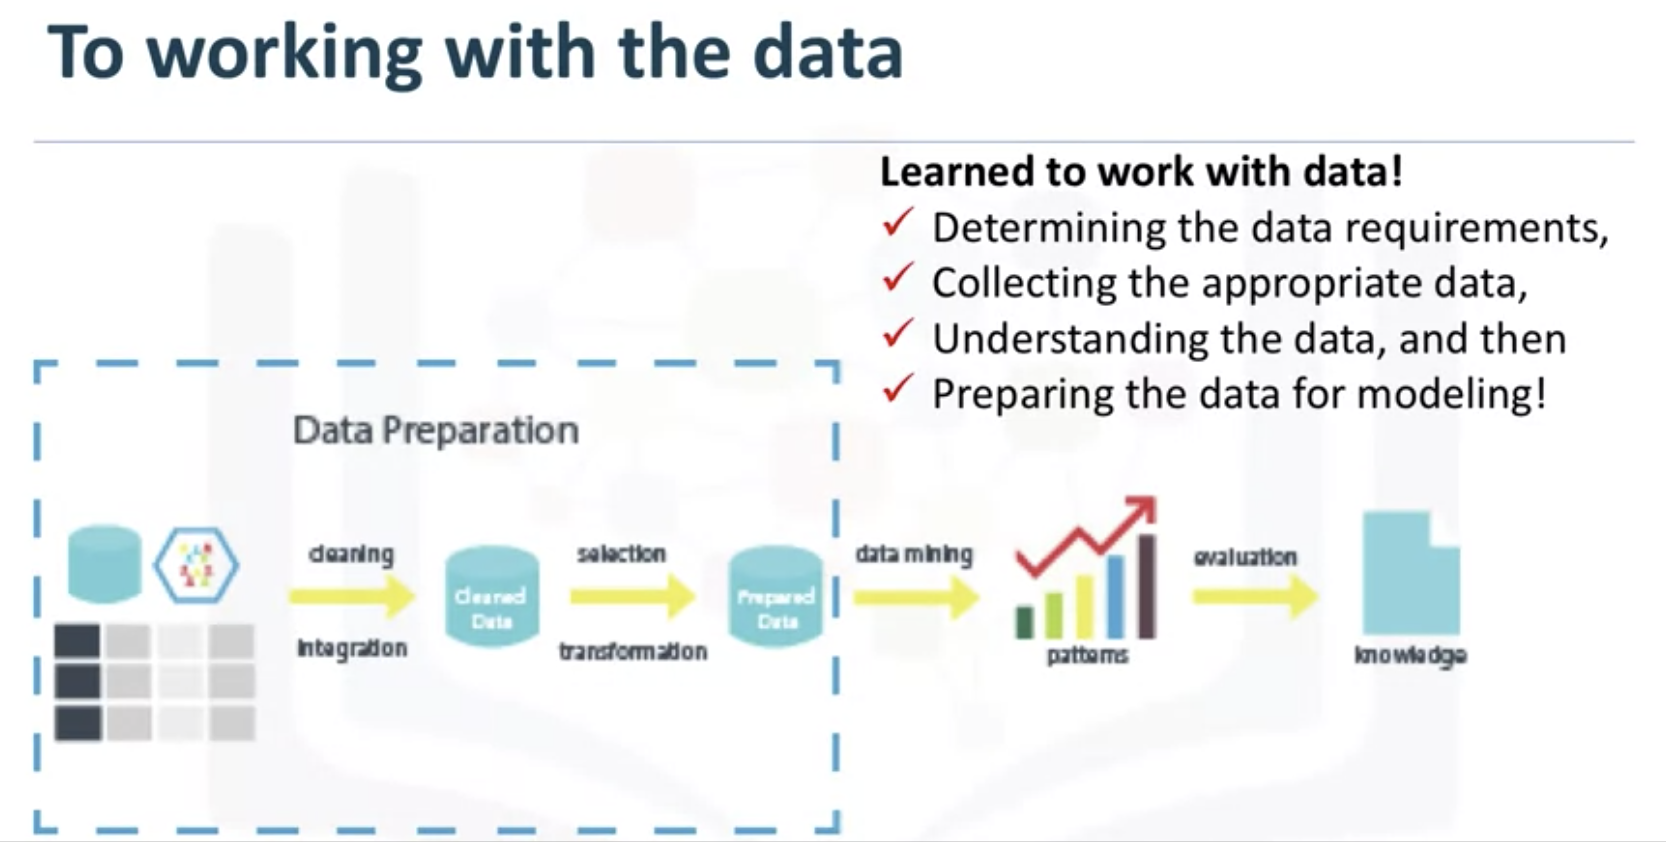 To working with the data
Learned to work with data!
✓ Determining the data requirements,
✓ Collecting the appropriate data,
✓ Understanding the data, and then
✓ Preparing the data for modeling!
Data Preparation
cleaning
integration
Cleaned
Data
selection
transformation
Prepared
Data
data mining
patterns
evaluation
knowledge